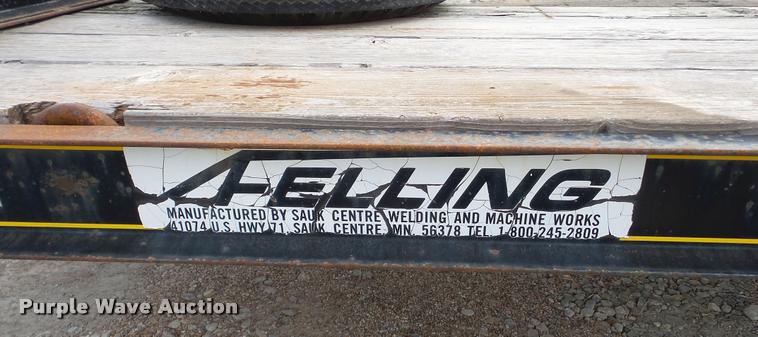 FELLING
MANUFACTURED BY SAUK CENTRE WELDING AND MACHINE WORKS
41074 U.S. HWY 71, SAUK CENTRE MN. 56378 TEL. 1-800-245-2809
Purple Wave Auction